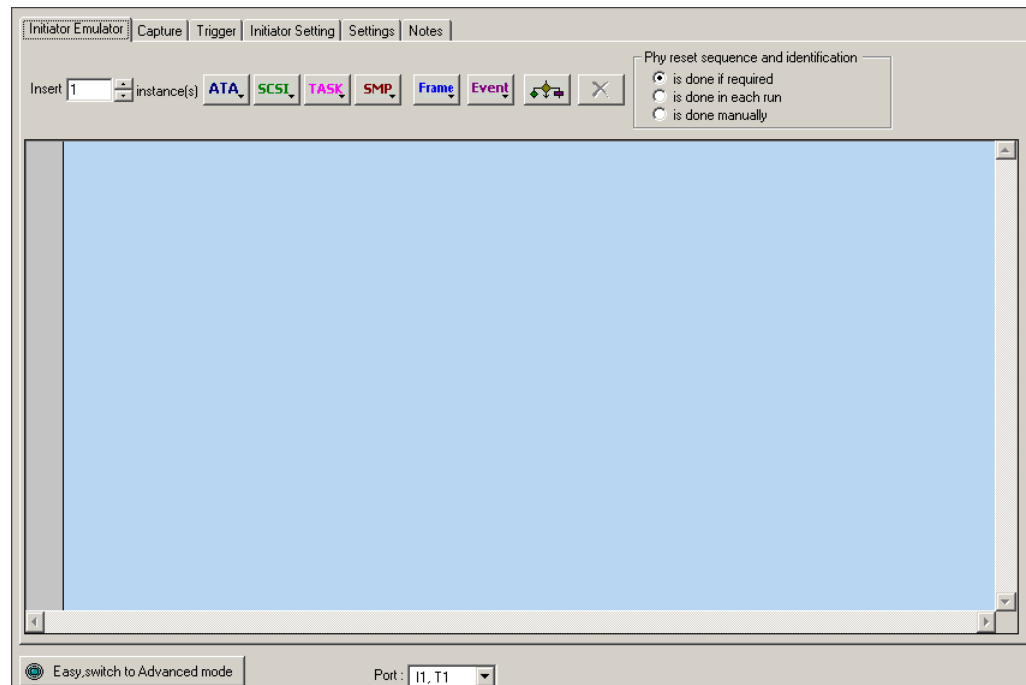 Initiator Emulator Capture Trigger Initiator Setting Settings Notes
Phy reset sequence and identification
Insert 1 instance(s) ATA SCSI TASK SMP Frame Event
is done if required
is done in each run
is done manually
Easy,switch to Advanced mode
Port : I1, T1